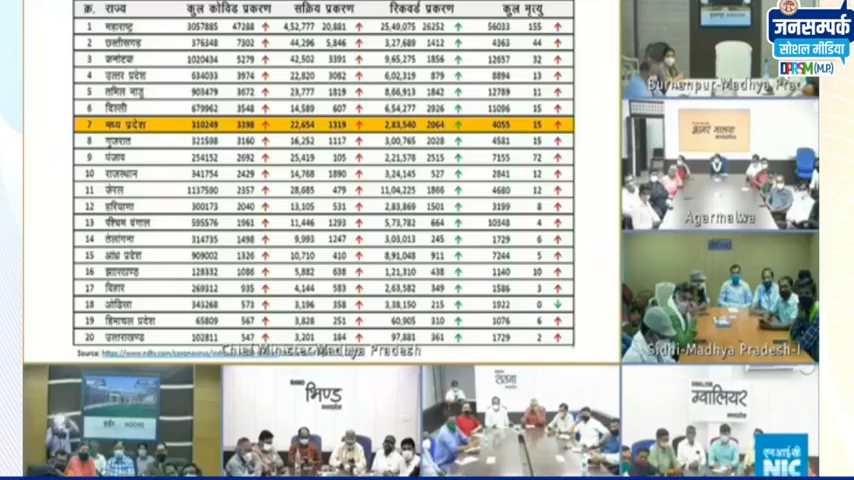 क्र. राज्य कुल कोविड प्रकरण सक्रिय प्रकरण रिकवर्ड प्रकरण कुल मृत्यु
1 महाराष्ट्र 3057885 47288 4,52,777 20,881 25,49,075 26252 56033 155
2 छत्तीसगढ़ 376348 7302 44,296 5,846 3,27,689 1412 4363 44
3 कर्नाटक 1020434 5279 42,502 3391 9,65,275 1856 12657 32
4 उत्तर प्रदेश 634033 3974 22,820 3082 6,02,319 879 8894 13
5 तमिल नाडु 903479 3672 23,777 1819 8,66,913 1842 12789 11
6 दिल्ली 679962 3548 14,589 607 6,54,277 2926 11096 15
7 मध्य प्रदेश 310249 3398 22,654 1319 2,83,540 2064 4055 15
8 गुजरात 321598 3160 16,252 1117 3,00,765 2028 4581 15
9 पंजाब 254152 2692 25,419 105 2,21,578 2515 7155 72
10 राजस्थान 341754 2429 14,768 1890 3,24,145 527 2841 12
11 केरल 1137590 2357 28,685 479 11,04,225 1866 4680 12
12 हरियाणा 300173 2040 13,105 531 2,83,869 1501 3199 8
13 पश्चिम बंगाल 595576 1961 11,446 1293 5,73,782 664 10348 4
14 तेलांगना 314735 1498 9,993 1247 3,03,013 245 1729 6
15 आंध्र प्रदेश 909002 1326 10,710 410 8,91,048 911 7244 5
16 झारखण्ड 128332 1086 5,882 638 1,21,310 438 1140 10
17 बिहार 269312 935 4,144 583 2,63,582 349 1586 3
18 ओडिसा 343268 573 3,196 358 3,38,150 215 1922 0
19 हिमाचल प्रदेश 65809 567 3,828 251 60,905 310 1076 6
20 उत्तराखण्ड 102811 547 3,201 184 97,881 361 1729 2
Source: https://www.ndtv.com/coronavirus/
Chief Minister-Madhya Pradesh
जनसम्पर्क
सोशल मीडिया
DPR (M.P.)
Burhanpur-Madhya Prad
आगर मालवा
Agarmalwa
Sidhi-Madhya Pradesh-I
भिण्ड
सतना
ग्वालियर
एनआईसी
NIC